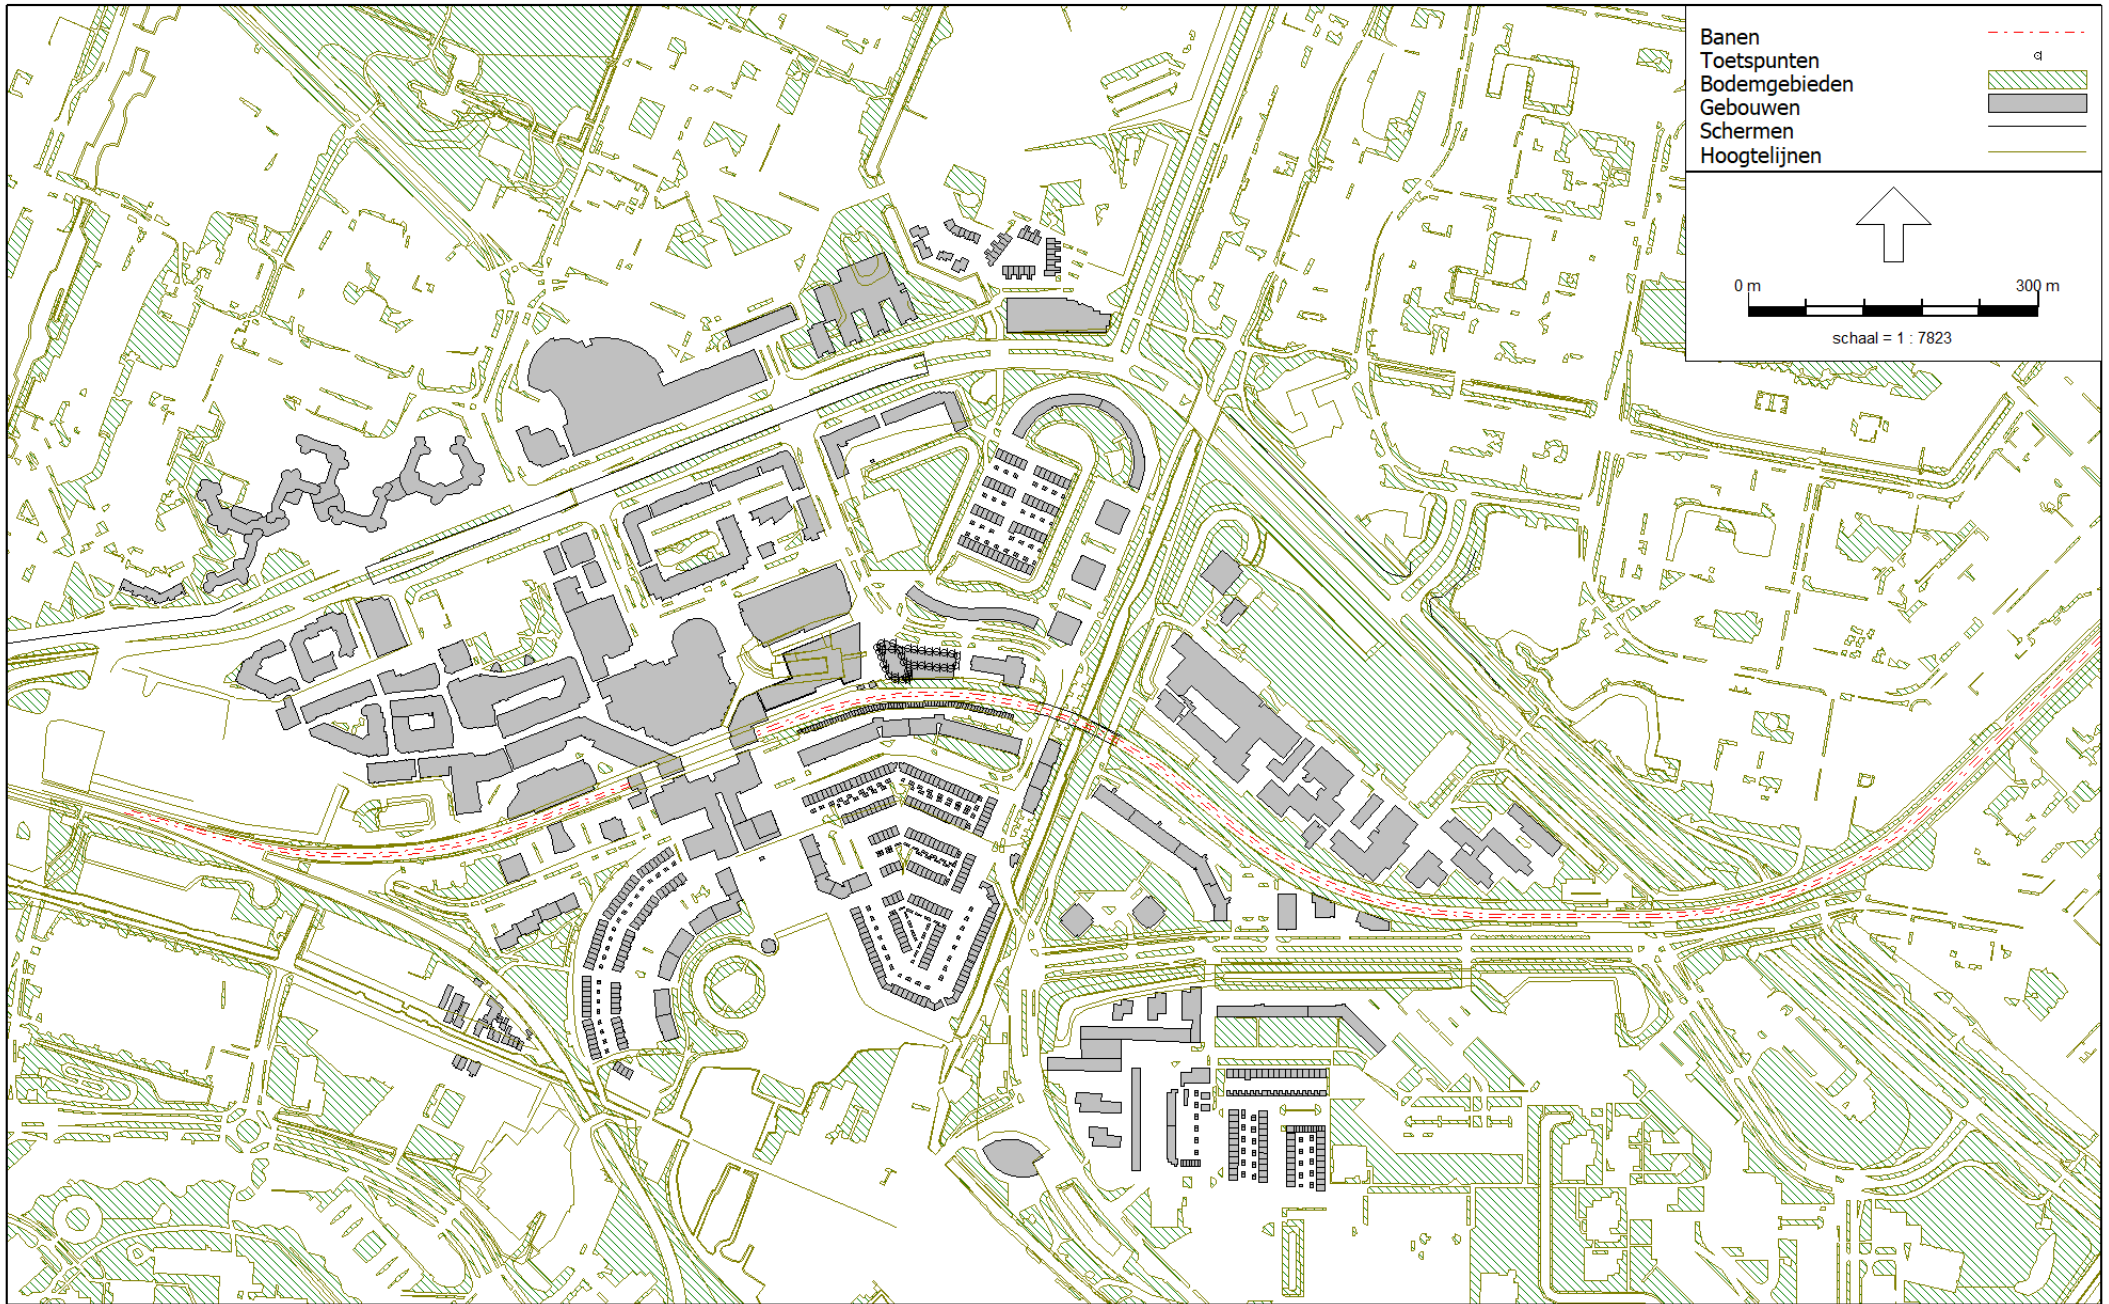 Banen
Toetspunten
Bodemgebieden
Gebouwen
Schermen
Hoogtelijnen
0 m 300 m
schaal = 1 : 7823